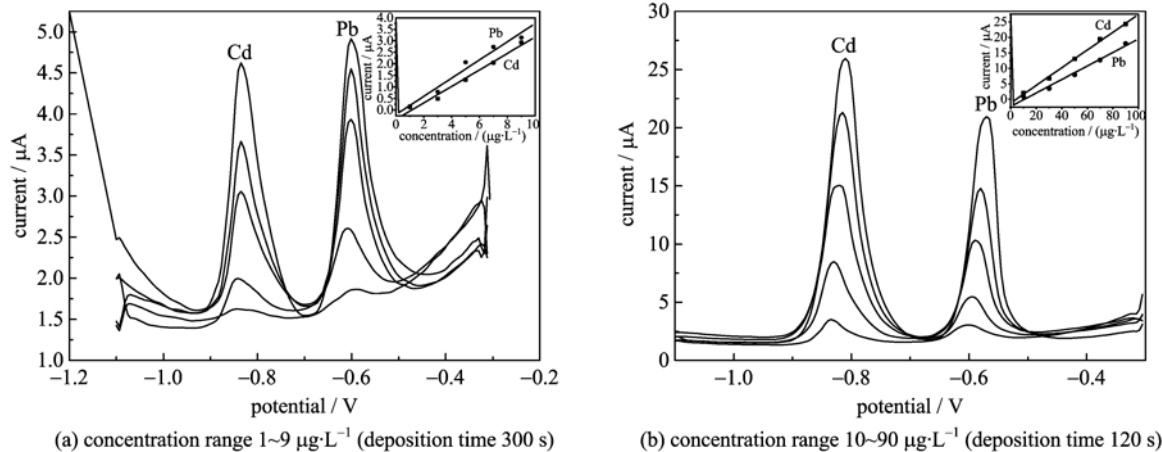 5.0
4.5
4.0
3.5
3.0
2.5
2.0
1.5
1.0
current / μA
−1.2
−1.0
−0.8
−0.6
−0.4
−0.2
potential / V
Cd
Pb
4.0
3.5
3.0
2.5
2.0
1.5
1.0
0.5
0.0
current / μA
Pb
Cd
0
2
4
6
8
10
concentration / (μg·L⁻¹)
(a) concentration range 1~9 μg·L⁻¹ (deposition time 300 s)
30
25
20
15
10
5
0
current / μA
−1.0
−0.8
−0.6
−0.4
potential / V
Cd
Pb
25
20
15
10
5
0
current / μA
Cd
Pb
0
20
40
60
80
100
concentration / (μg·L⁻¹)
(b) concentration range 10~90 μg·L⁻¹ (deposition time 120 s)